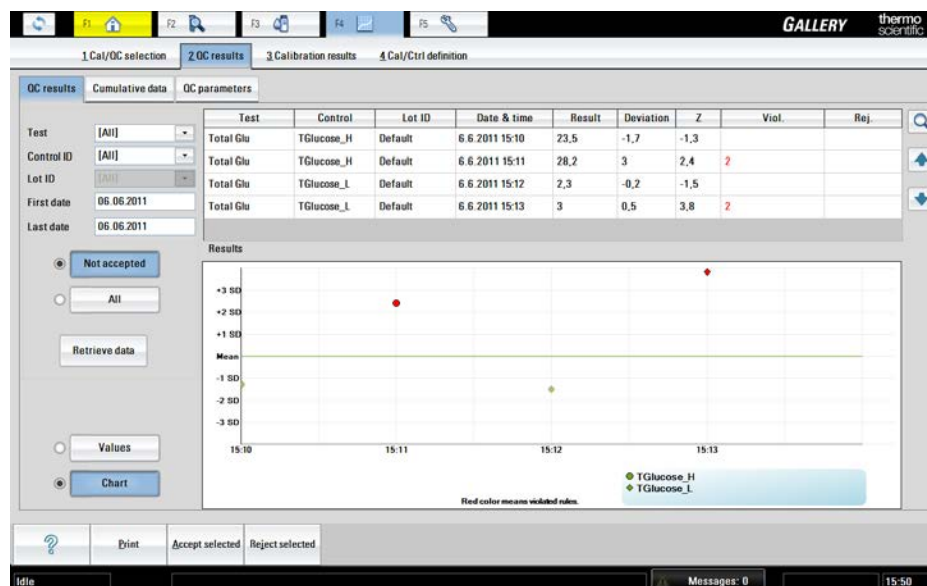 F1 F2 F3 F4 F5 GALLERY thermo scientific
1 Cal/QC selection 2 QC results 3 Calibration results 4 Cal/Ctrl definition
QC results Cumulative data QC parameters
Test [All]
Control ID [All]
Lot ID [All]
First date 06.06.2011
Last date 06.06.2011
Not accepted
All
Retrieve data
Values
Chart
Test Control Lot ID Date & time Result Deviation Z Viol. Rej.
Total Glu TGlucose_H Default 6.6.2011 15:10 23,5 -1,7 -1,3
Total Glu TGlucose_H Default 6.6.2011 15:11 28,2 3 2,4 2
Total Glu TGlucose_L Default 6.6.2011 15:12 2,3 -0,2 -1,5
Total Glu TGlucose_L Default 6.6.2011 15:13 3 0,5 3,8 2
Results
+3 SD
+2 SD
+1 SD
Mean
-1 SD
-2 SD
-3 SD
15:10 15:11 15:12 15:13
TGlucose_H
TGlucose_L
Red color means violated rules.
? Print Accept selected Reject selected
Idle Messages: 0 15:50